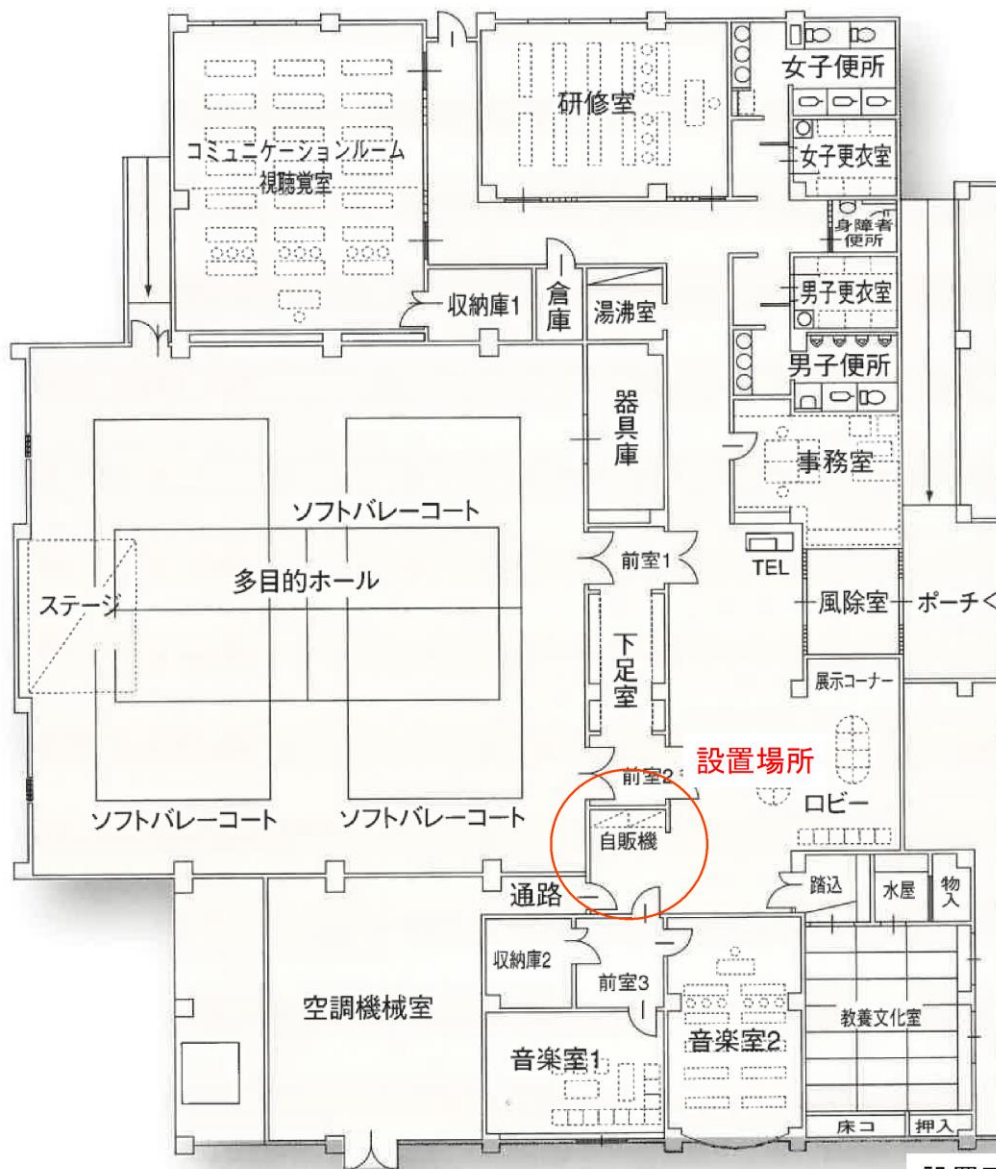 女子便所
研修室
コミュニケーションルーム
視聴覚室
女子更衣室
身障者
便所
収納庫1
倉庫
湯沸室
男子更衣室
男子便所
器具庫
事務室
ソフトバレーコート
前室1
TEL
多目的ホール
ステージ
風除室
ポーチ<
下足室
展示コーナー
設置場所
前室2
ロビー
ソフトバレーコート
ソフトバレーコート
自販機
通路
踏込
水屋
物入
収納庫2
前室3
空調機械室
教養文化室
音楽室1
音楽室2
床コ
押入